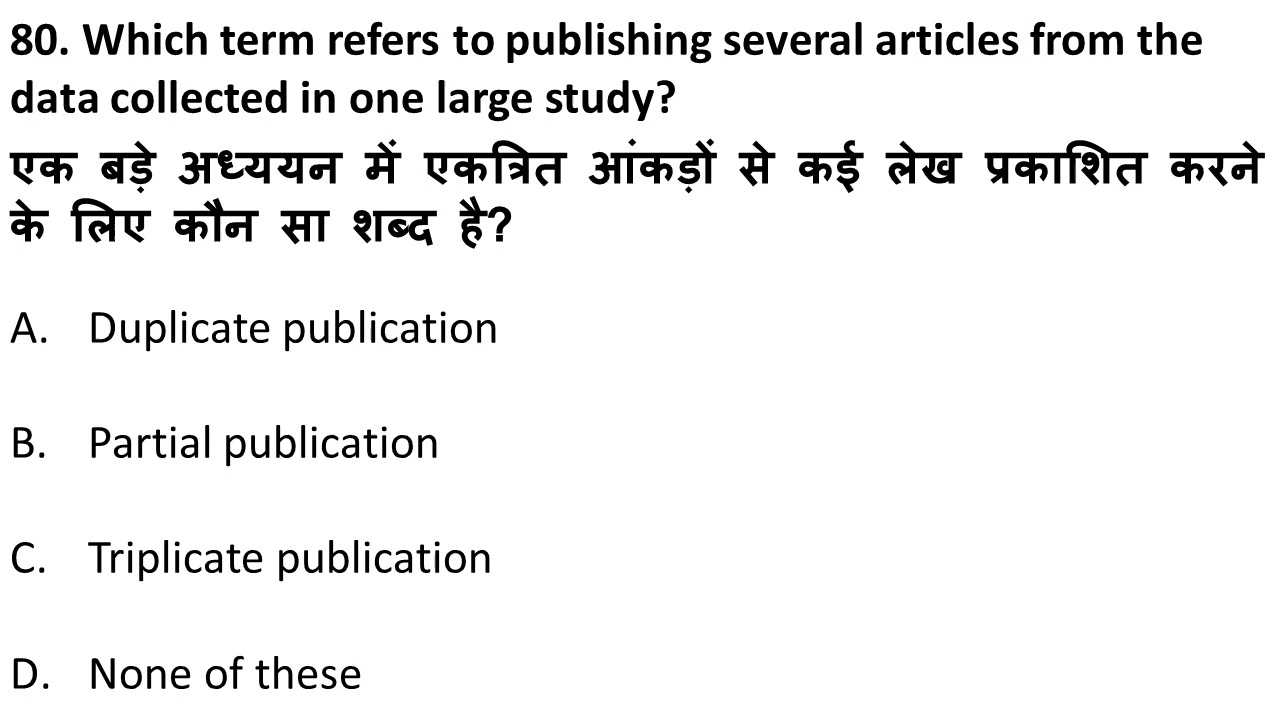 80. Which term refers to publishing several articles from the
data collected in one large study?
एक बड़े अध्ययन में एकत्रित आंकड़ों से कई लेख प्रकाशित करने
के लिए कौन सा शब्द है?
A. Duplicate publication
B. Partial publication
C. Triplicate publication
D. None of these